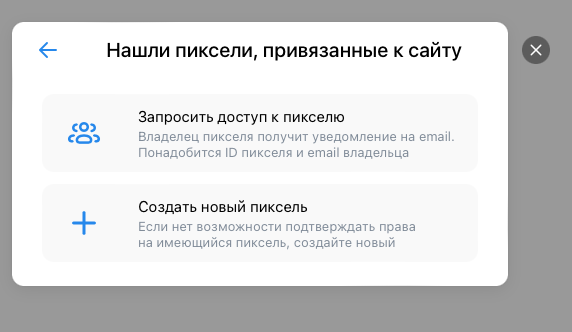 Нашли пиксели, привязанные к сайту
Запросить доступ к пикселю
Владелец пикселя получит уведомление на email.
Понадобится ID пикселя и email владельца
Создать новый пиксель
Если нет возможности подтверждать права
на имеющийся пиксель, создайте новый